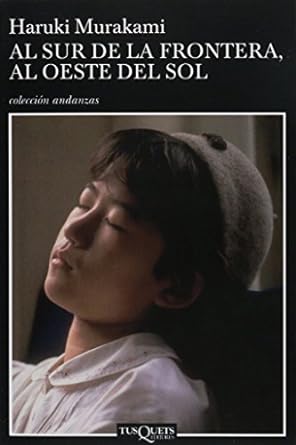 Haruki Murakami
AL SUR DE LA FRONTERA,
AL OESTE DEL SOL
colección andanzas
TUSQUETS
EDITORES